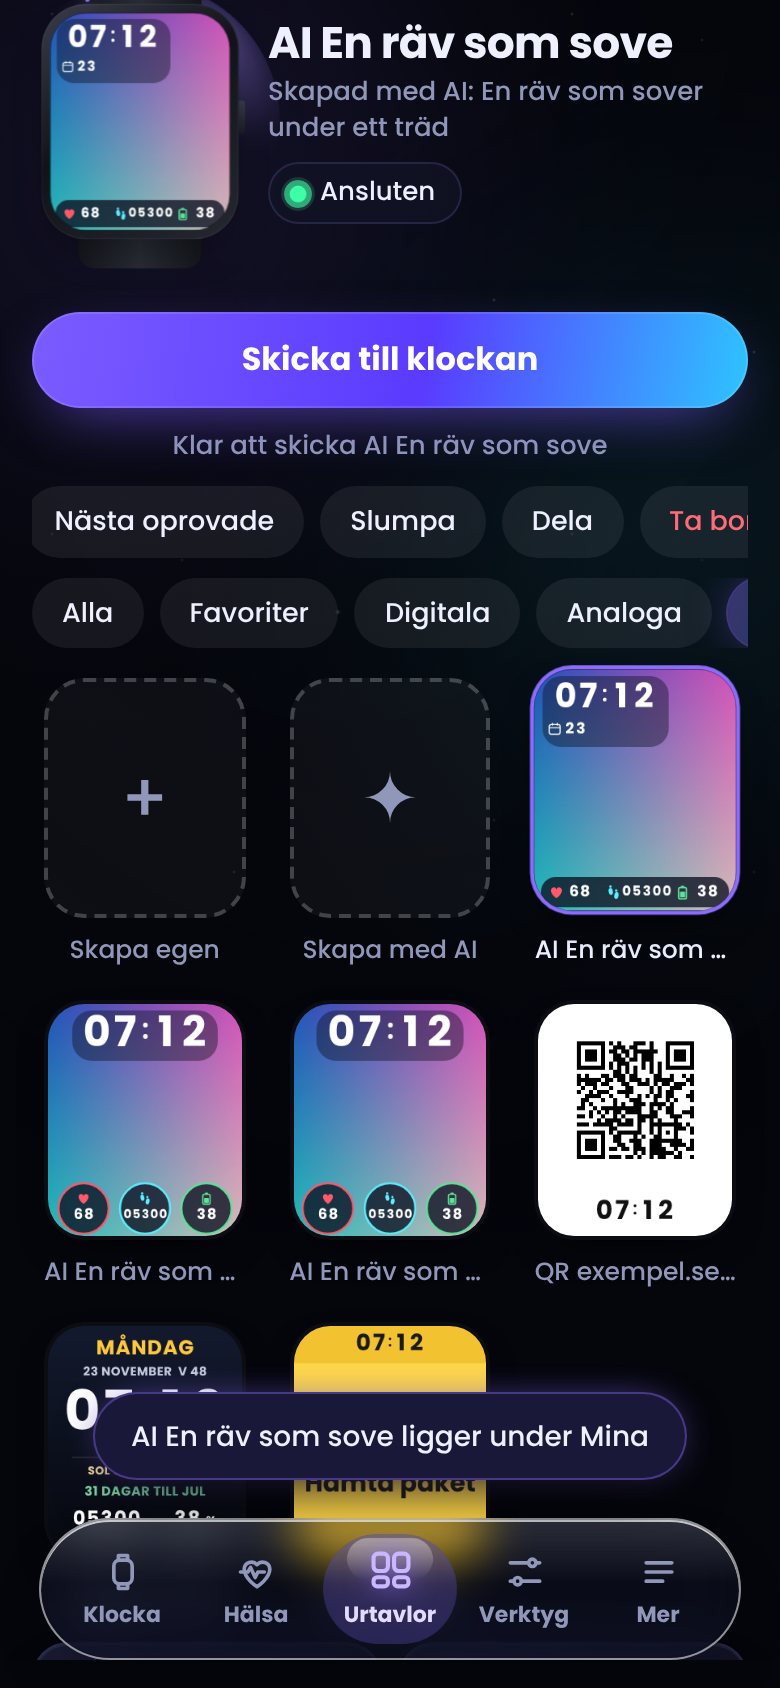 07:12
23
68 05300 38
AI En räv som sove
Skapad med AI: En räv som sover
under ett träd
Ansluten
Skicka till klockan
Klar att skicka AI En räv som sove
Nästa oprovade Slumpa Dela Ta bor
Alla Favoriter Digitala Analoga
07:12
23
68 05300 38
Skapa egen Skapa med AI AI En räv som ...
07:12
68 05300 38
07:12
68 05300 38
07:12
AI En räv som ... AI En räv som ... QR exempel.se...
MÅNDAG
23 NOVEMBER V 48
SOL
31 DAGAR TILL JUL
05300 38
07:12
Hämta paket
AI En räv som sove ligger under Mina
Klocka Hälsa Urtavlor Verktyg Mer